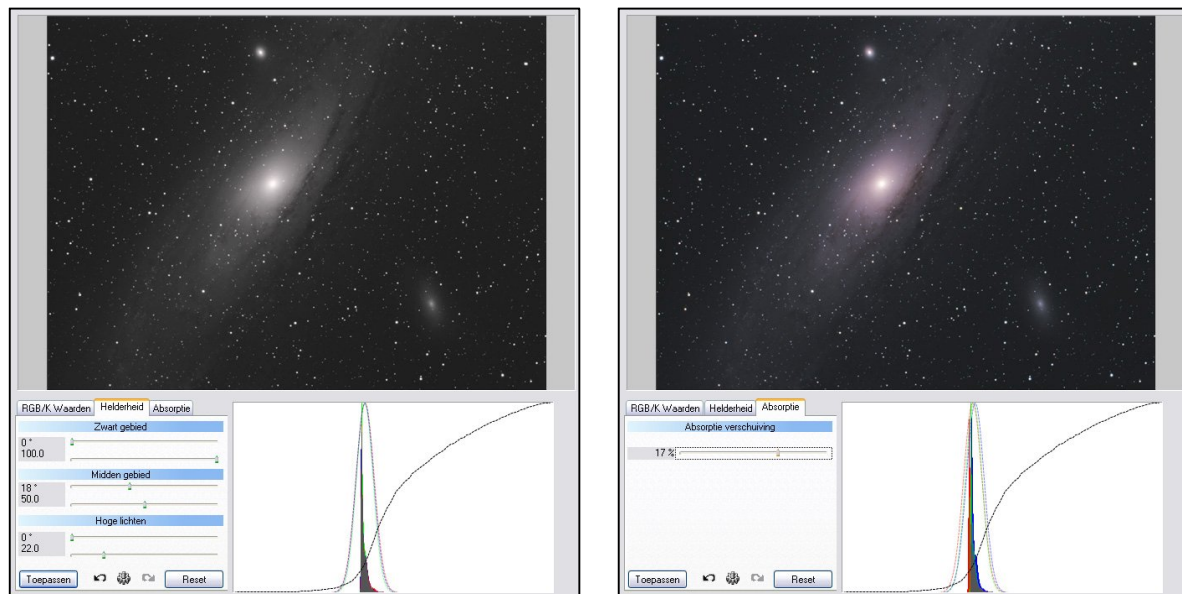 RGB/K Waarden Helderheid Absorptie
Zwart gebied
0 °
100.0
Midden gebied
18 °
50.0
Hoge lichten
0 °
22.0
Toepassen Reset
RGB/K Waarden Helderheid Absorptie
Absorptie verschuiving
17 %
Toepassen Reset